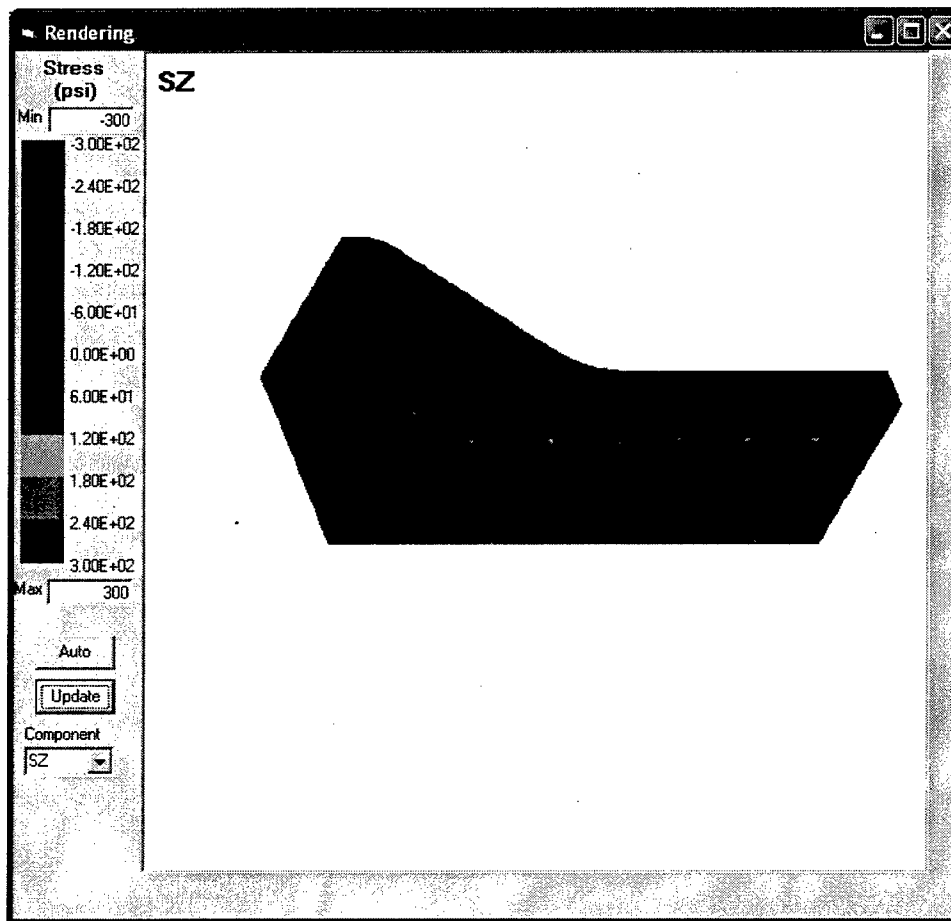 Rendering
Stress
(psi)
Min -300
-3.00E+02
-2.40E+02
-1.80E+02
-1.20E+02
-6.00E+01
0.00E+00
6.00E+01
1.20E+02
1.80E+02
2.40E+02
3.00E+02
Max 300
Auto
Update
Component
SZ
SZ